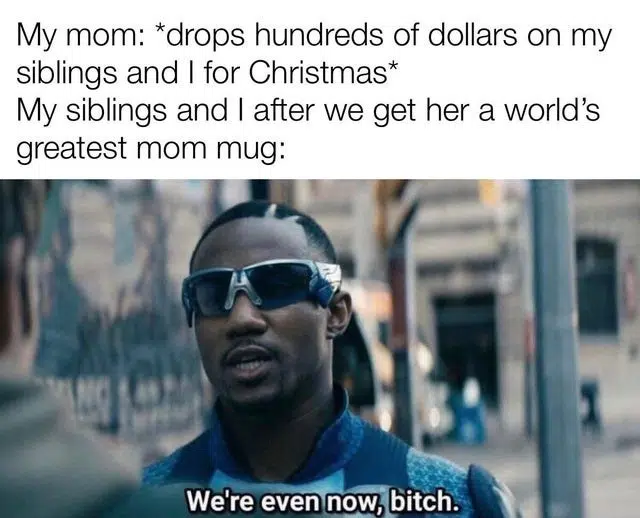 My mom: *drops hundreds of dollars on my
siblings and I for Christmas*
My siblings and I after we get her a world's
greatest mom mug:
We're even now, bitch.